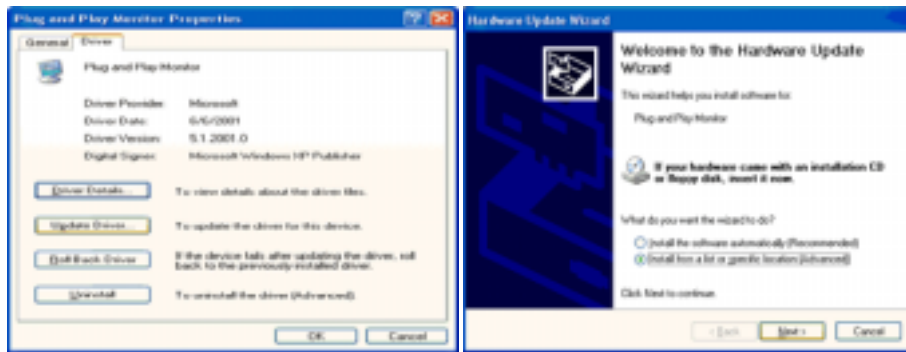 Plug and Play Monitor Properties
General
Driver
Plug and Play Monitor
Driver Provider: Microsoft
Driver Date: 6/6/2001
Driver Version: 5.1.2001.0
Digital Signer: Microsoft Windows XP Publisher
Driver Details...
To view details about the driver files.
Update Driver...
To update the driver for this device.
Roll Back Driver
If the device fails after updating the driver, roll
back to the previously installed driver.
Uninstall
To uninstall the driver (Advanced).
OK
Cancel
Hardware Update Wizard
Welcome to the Hardware Update
Wizard
This wizard helps you install software for:
Plug and Play Monitor
If your hardware came with an installation CD
or floppy disk, insert it now.
What do you want the wizard to do?
Install the software automatically (Recommended)
Install from a list or specific location (Advanced)
Click Next to continue.
< Back
Next >
Cancel